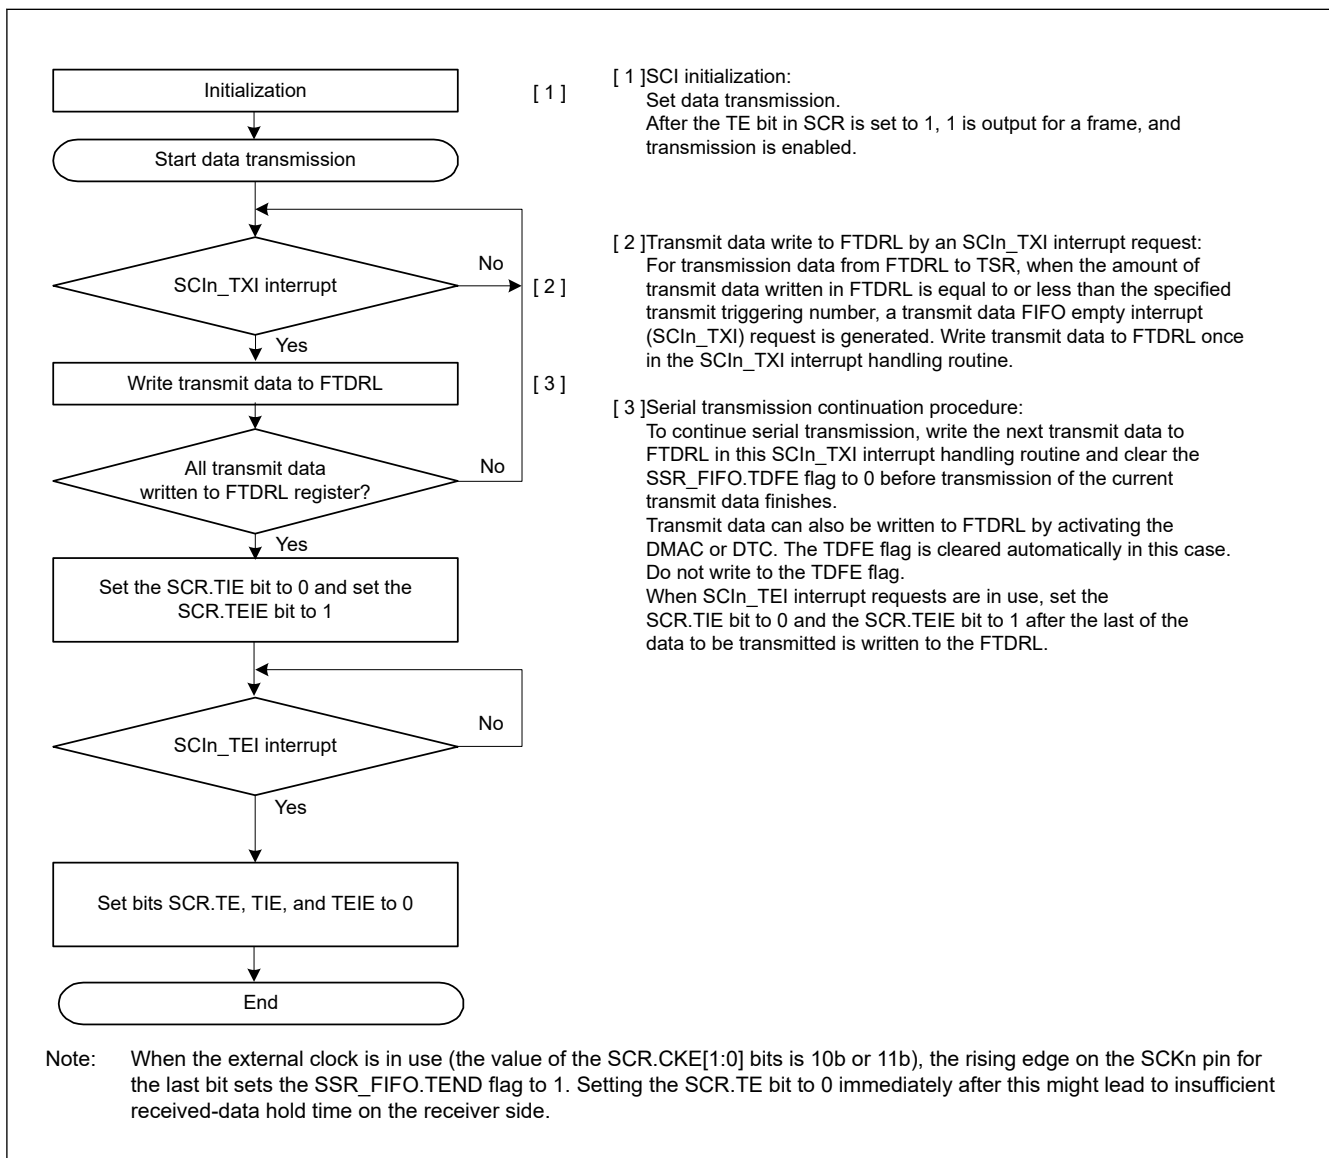 Initialization
[ 1 ]
Start data transmission
SCIn_TXI interrupt
No
[ 2 ]
Yes
Write transmit data to FTDRL
[ 3 ]
All transmit data
written to FTDRL register?
No
Yes
Set the SCR.TIE bit to 0 and set the
SCR.TEIE bit to 1
SCIn_TEI interrupt
No
Yes
Set bits SCR.TE, TIE, and TEIE to 0
End
[ 1 ]SCI initialization:
Set data transmission.
After the TE bit in SCR is set to 1, 1 is output for a frame, and
transmission is enabled.
[ 2 ]Transmit data write to FTDRL by an SCIn_TXI interrupt request:
For transmission data from FTDRL to TSR, when the amount of
transmit data written in FTDRL is equal to or less than the specified
transmit triggering number, a transmit data FIFO empty interrupt
(SCIn_TXI) request is generated. Write transmit data to FTDRL once
in the SCIn_TXI interrupt handling routine.
[ 3 ]Serial transmission continuation procedure:
To continue serial transmission, write the next transmit data to
FTDRL in this SCIn_TXI interrupt handling routine and clear the
SSR_FIFO.TDFE flag to 0 before transmission of the current
transmit data finishes.
Transmit data can also be written to FTDRL by activating the
DMAC or DTC. The TDFE flag is cleared automatically in this case.
Do not write to the TDFE flag.
When SCIn_TEI interrupt requests are in use, set the
SCR.TIE bit to 0 and the SCR.TEIE bit to 1 after the last of the
data to be transmitted is written to the FTDRL.
Note: When the external clock is in use (the value of the SCR.CKE[1:0] bits is 10b or 11b), the rising edge on the SCKn pin for
the last bit sets the SSR_FIFO.TEND flag to 1. Setting the SCR.TE bit to 0 immediately after this might lead to insufficient
received-data hold time on the receiver side.